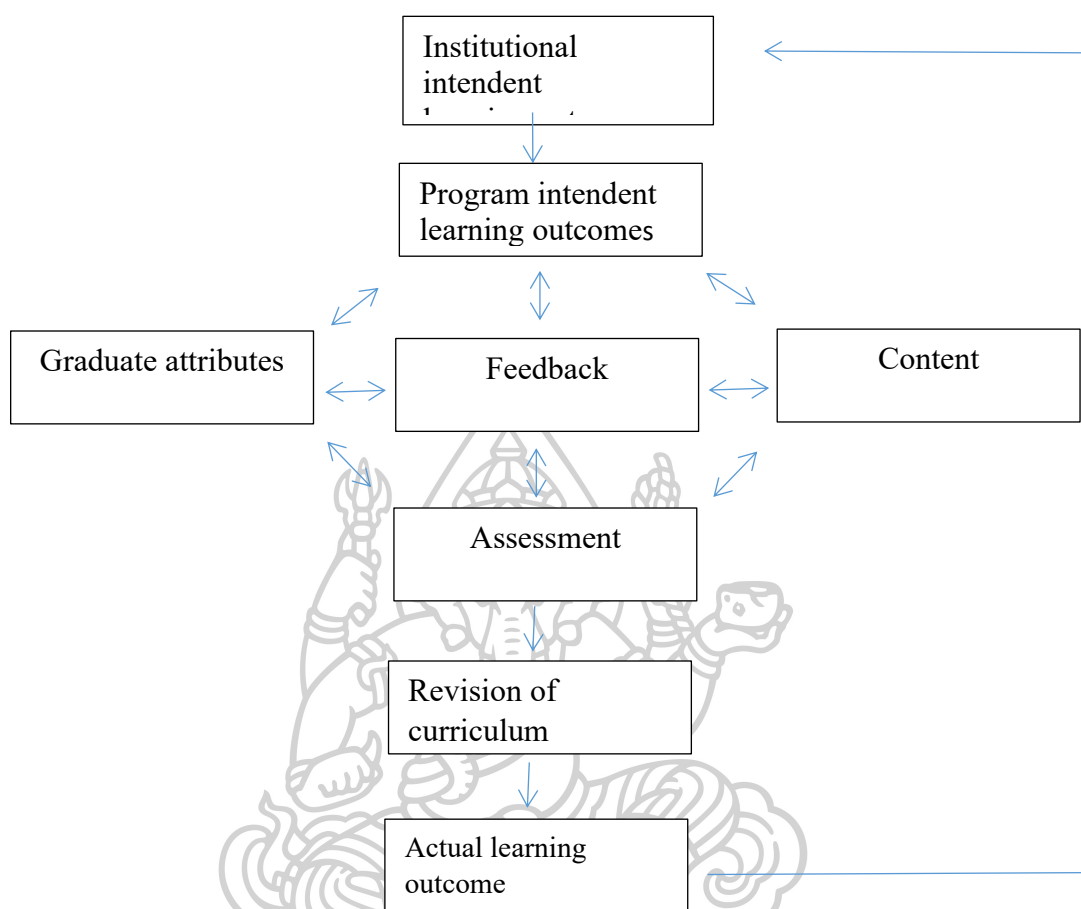 Institutional
intendent
Program intendent
learning outcomes
Graduate attributes
Feedback
Content
Assessment
Revision of
curriculum
Actual learning
outcome